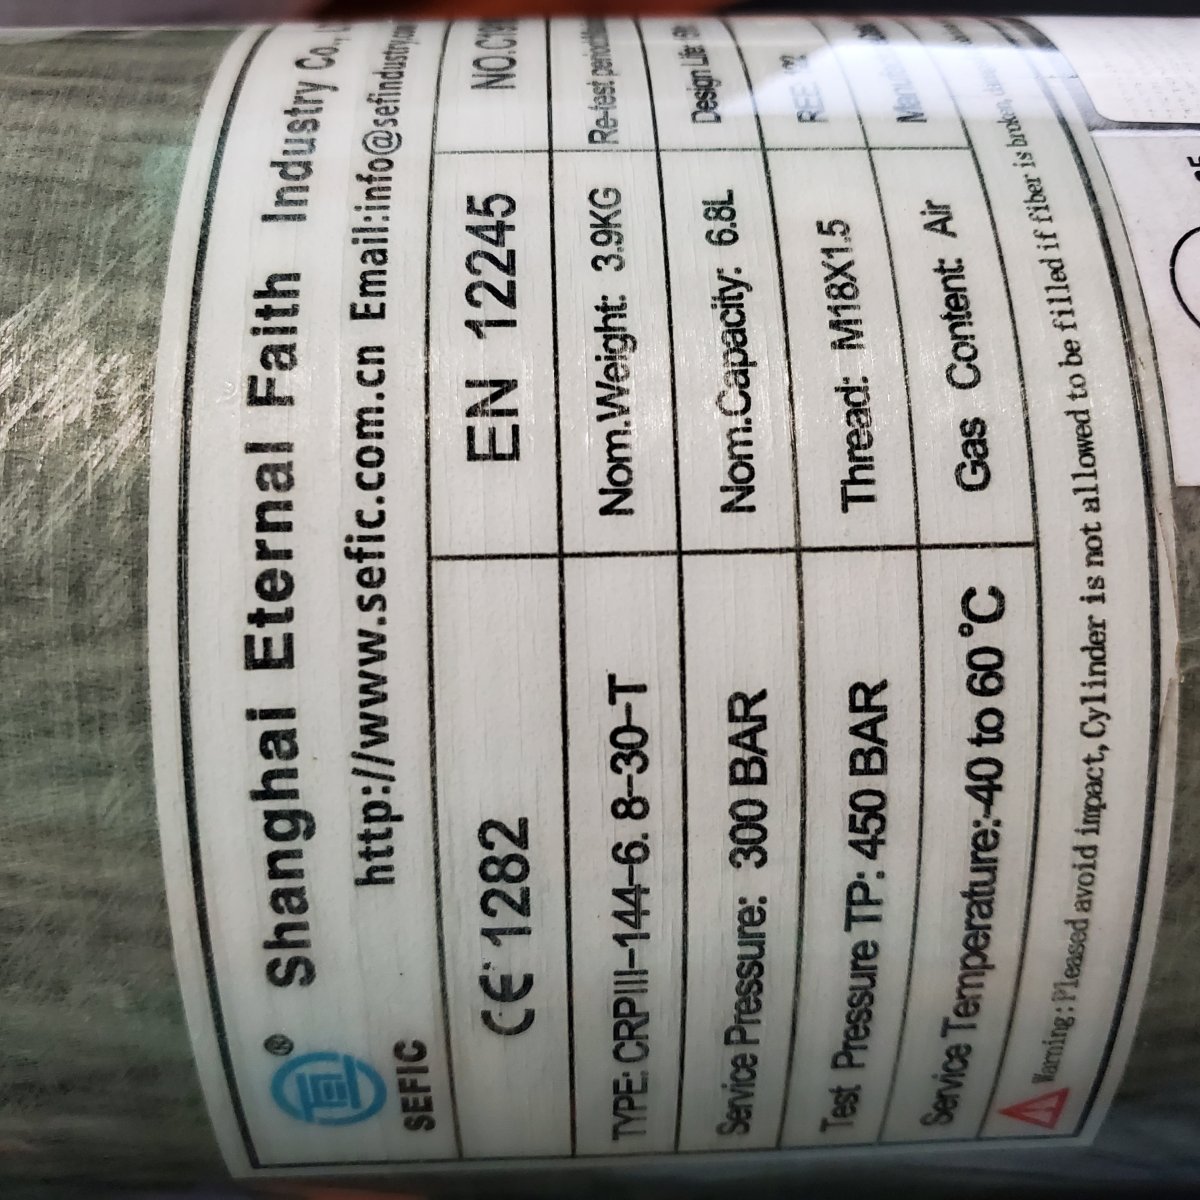 ® Shanghai Eternal Faith Industry Co.,
SEFIC http://www.sefic.com.cn Email:info@sefindustry.com
CE 1282 EN 12245
TYPE: CRPIII-144-6. 8-30-T Nom.Weight: 3.9KG Re-test
Service Pressure: 300 BAR Nom.Capacity: 6.8L Design Life
Test Pressure TP: 450 BAR Thread: M18X1.5
Service Temperature:-40 to 60 °C Gas Content: Air
Warning:Pleased avoid impact, Cylinder is not allowed to be filled if fiber is broken